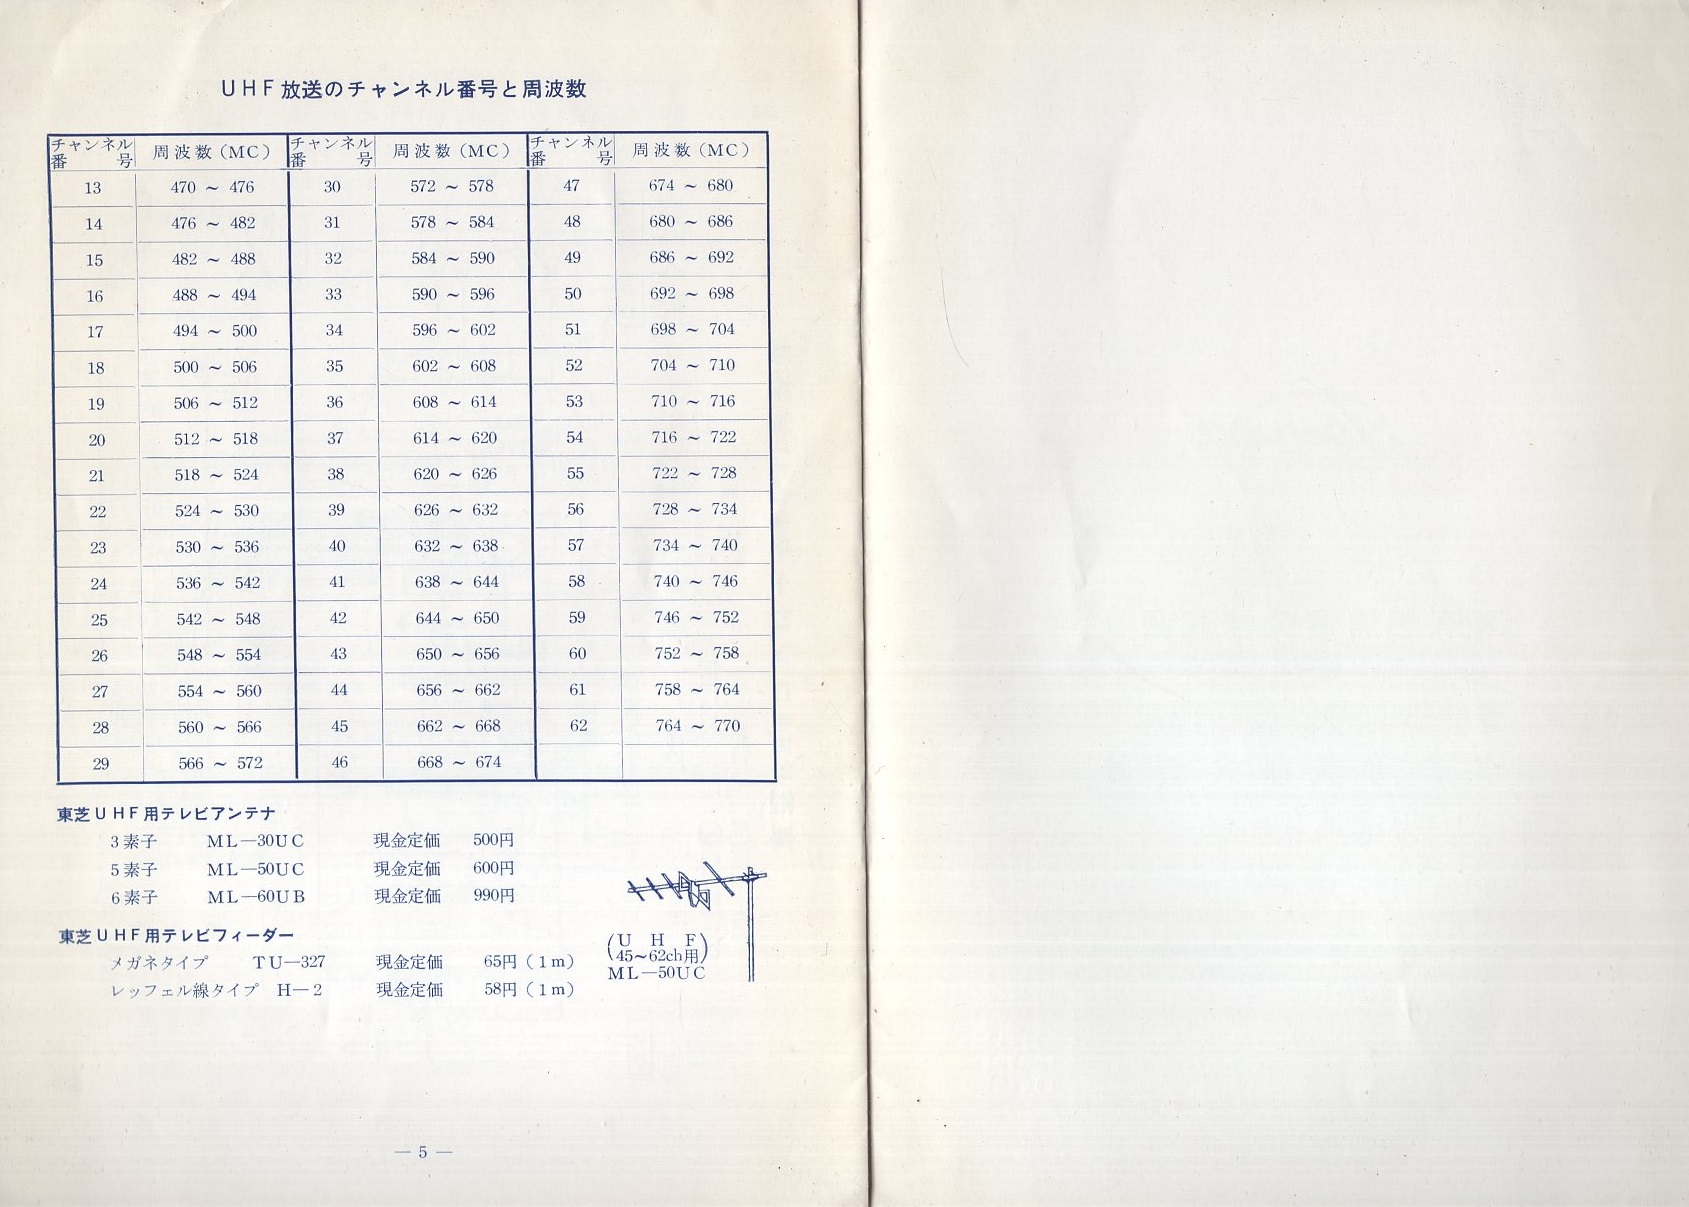 UHF放送のチャンネル番号と周波数
チャンネル番号 周波数(MC) チャンネル番号 周波数(MC) チャンネル番号 周波数(MC)
13 470 ~ 476 30 572 ~ 578 47 674 ~ 680
14 476 ~ 482 31 578 ~ 584 48 680 ~ 686
15 482 ~ 488 32 584 ~ 590 49 686 ~ 692
16 488 ~ 494 33 590 ~ 596 50 692 ~ 698
17 494 ~ 500 34 596 ~ 602 51 698 ~ 704
18 500 ~ 506 35 602 ~ 608 52 704 ~ 710
19 506 ~ 512 36 608 ~ 614 53 710 ~ 716
20 512 ~ 518 37 614 ~ 620 54 716 ~ 722
21 518 ~ 524 38 620 ~ 626 55 722 ~ 728
22 524 ~ 530 39 626 ~ 632 56 728 ~ 734
23 530 ~ 536 40 632 ~ 638 57 734 ~ 740
24 536 ~ 542 41 638 ~ 644 58 740 ~ 746
25 542 ~ 548 42 644 ~ 650 59 746 ~ 752
26 548 ~ 554 43 650 ~ 656 60 752 ~ 758
27 554 ~ 560 44 656 ~ 662 61 758 ~ 764
28 560 ~ 566 45 662 ~ 668 62 764 ~ 770
29 566 ~ 572 46 668 ~ 674
東芝UHF用テレビアンテナ
3素子 ML—30UC 現金定価 500円
5素子 ML—50UC 現金定価 600円
6素子 ML—60UB 現金定価 990円
東芝UHF用テレビフィーダー
メガネタイプ TU—327 現金定価 65円(1m)
レッフェル線タイプ H—2 現金定価 58円(1m)
(UHF
45~62ch用)
ML—50UC
— 5 —